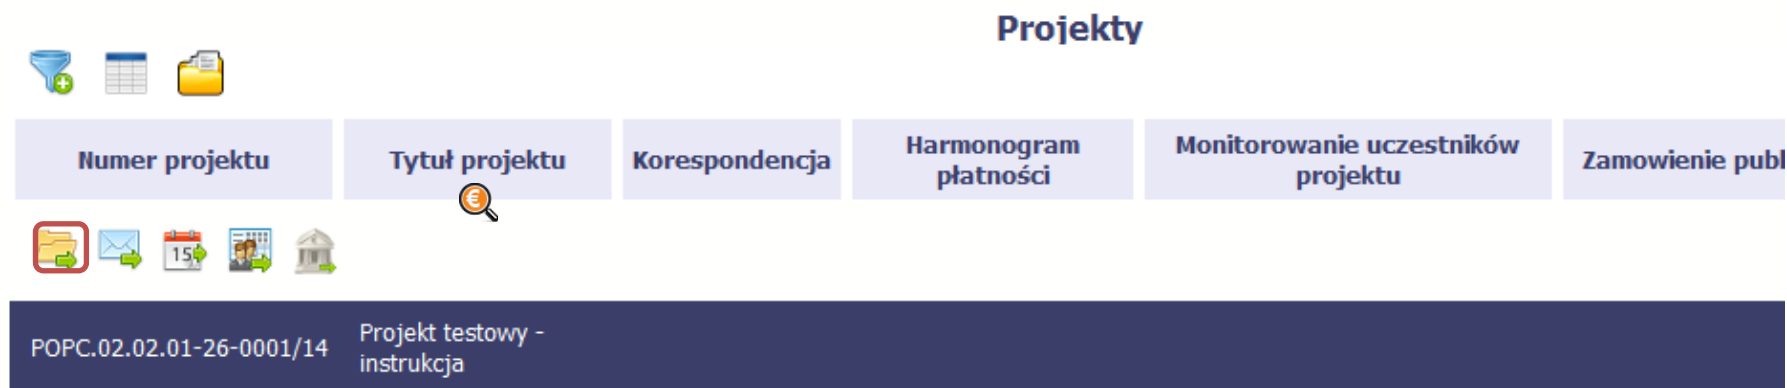 Projekty
Numer projektu
Tytuł projektu
Korespondencja
Harmonogram
płatności
Monitorowanie uczestników
projektu
Zamowienie publ
€
15
POPC.02.02.01-26-0001/14
Projekt testowy -
instrukcja